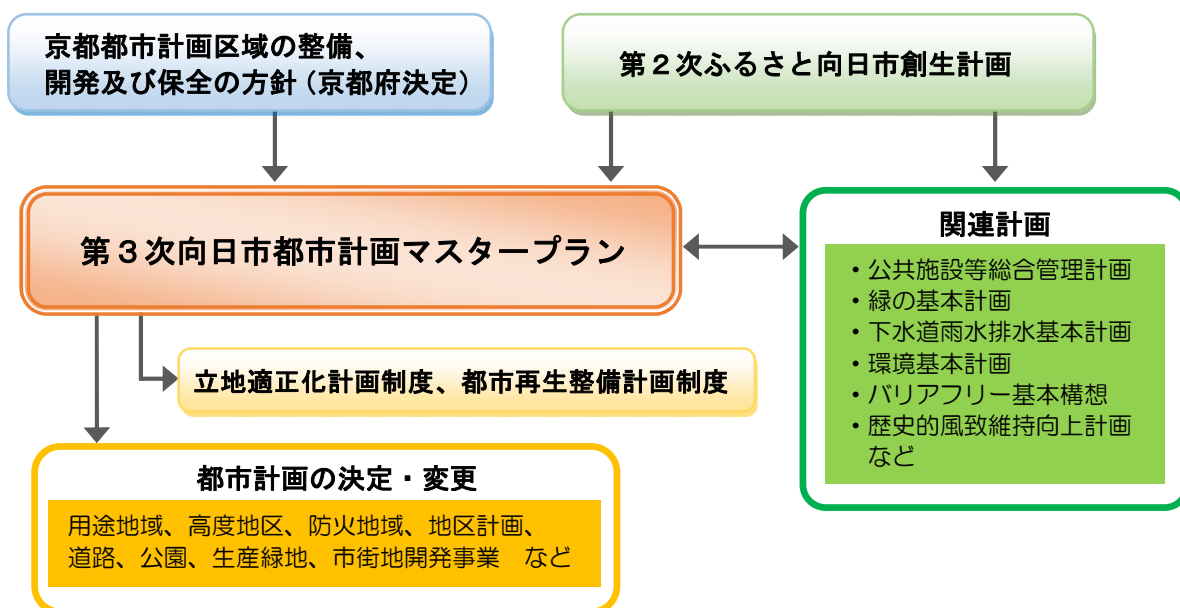 京都都市計画区域の整備、
開発及び保全の方針(京都府決定)
第2次ふるさと向日市創生計画
第3次向日市都市計画マスタープラン
関連計画
・公共施設等総合管理計画
・緑の基本計画
・下水道雨水排水基本計画
・環境基本計画
・バリアフリー基本構想
・歴史的風致維持向上計画
など
立地適正化計画制度、都市再生整備計画制度
都市計画の決定・変更
用途地域、高度地区、防火地域、地区計画、
道路、公園、生産緑地、市街地開発事業 など